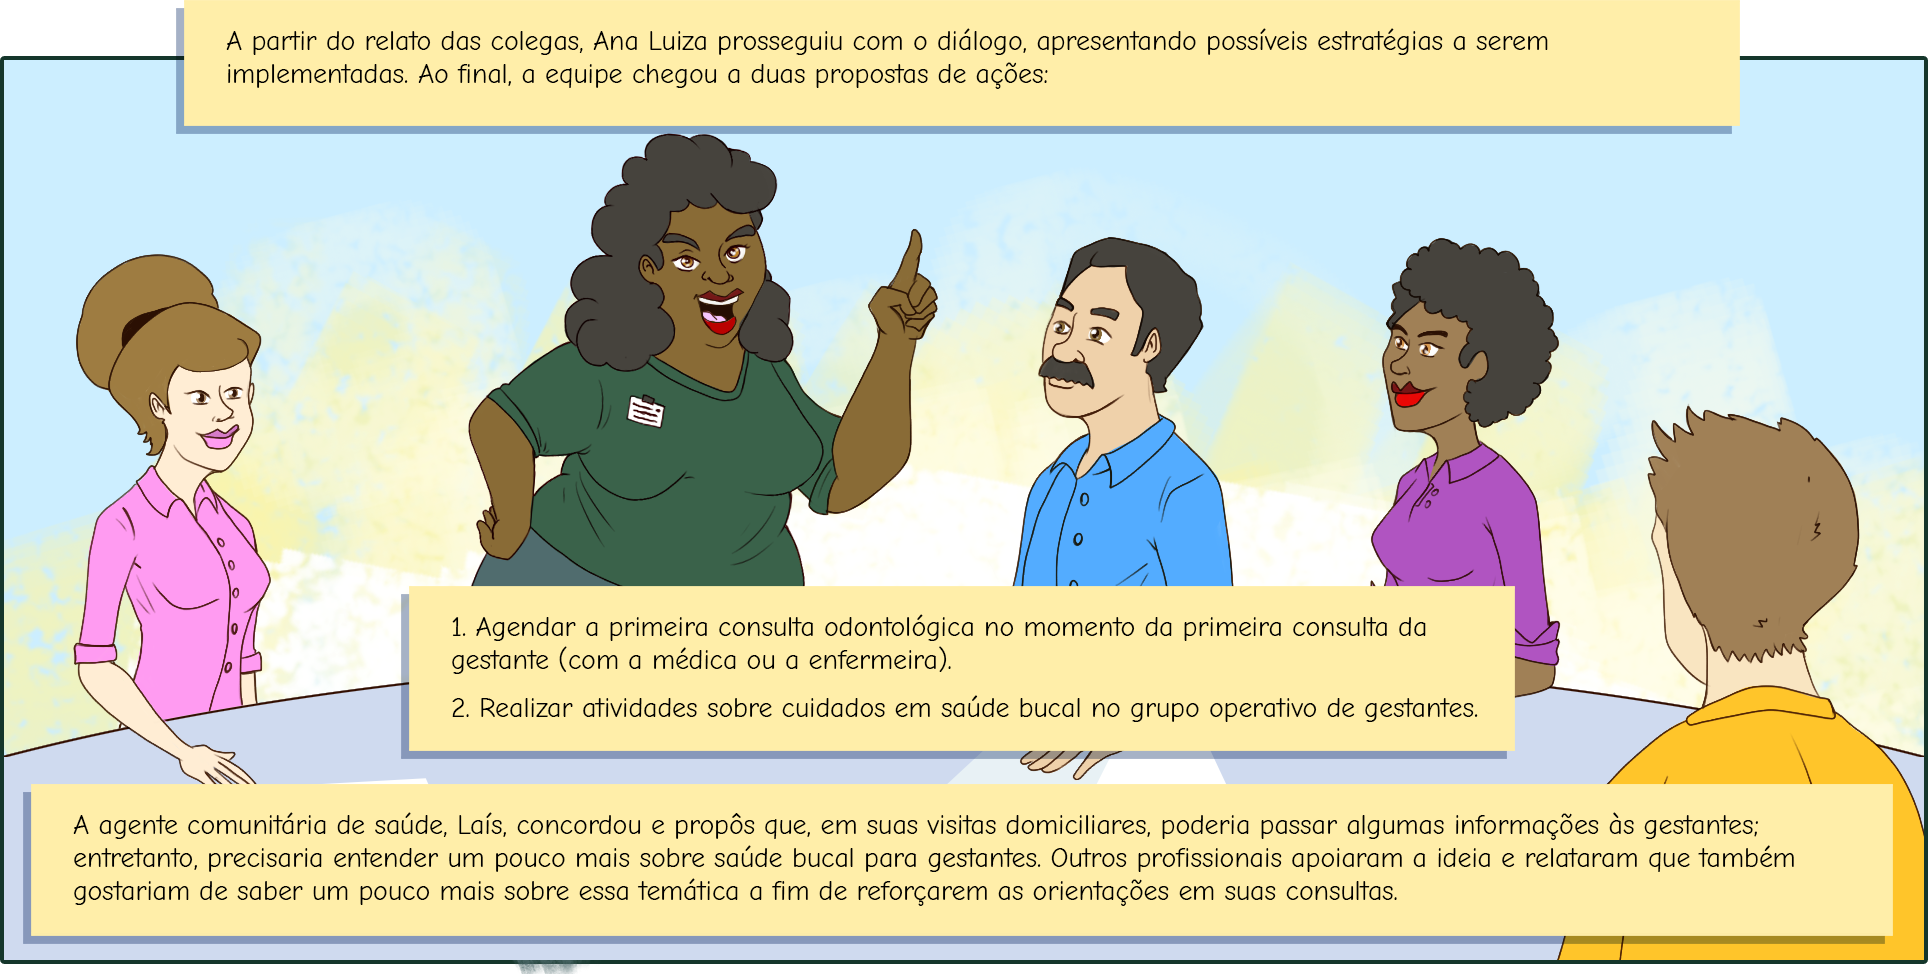 A partir do relato das colegas, Ana Luiza prosseguiu com o diálogo, apresentando possíveis estratégias a serem
implementadas. Ao final, a equipe chegou a duas propostas de ações:
1. Agendar a primeira consulta odontológica no momento da primeira consulta da
gestante (com a médica ou a enfermeira).
2. Realizar atividades sobre cuidados em saúde bucal no grupo operativo de gestantes.
A agente comunitária de saúde, Laís, concordou e propôs que, em suas visitas domiciliares, poderia passar algumas informações às gestantes;
entretanto, precisaria entender um pouco mais sobre saúde bucal para gestantes. Outros profissionais apoiaram a ideia e relataram que também
gostariam de saber um pouco mais sobre essa temática a fim de reforçarem as orientações em suas consultas.